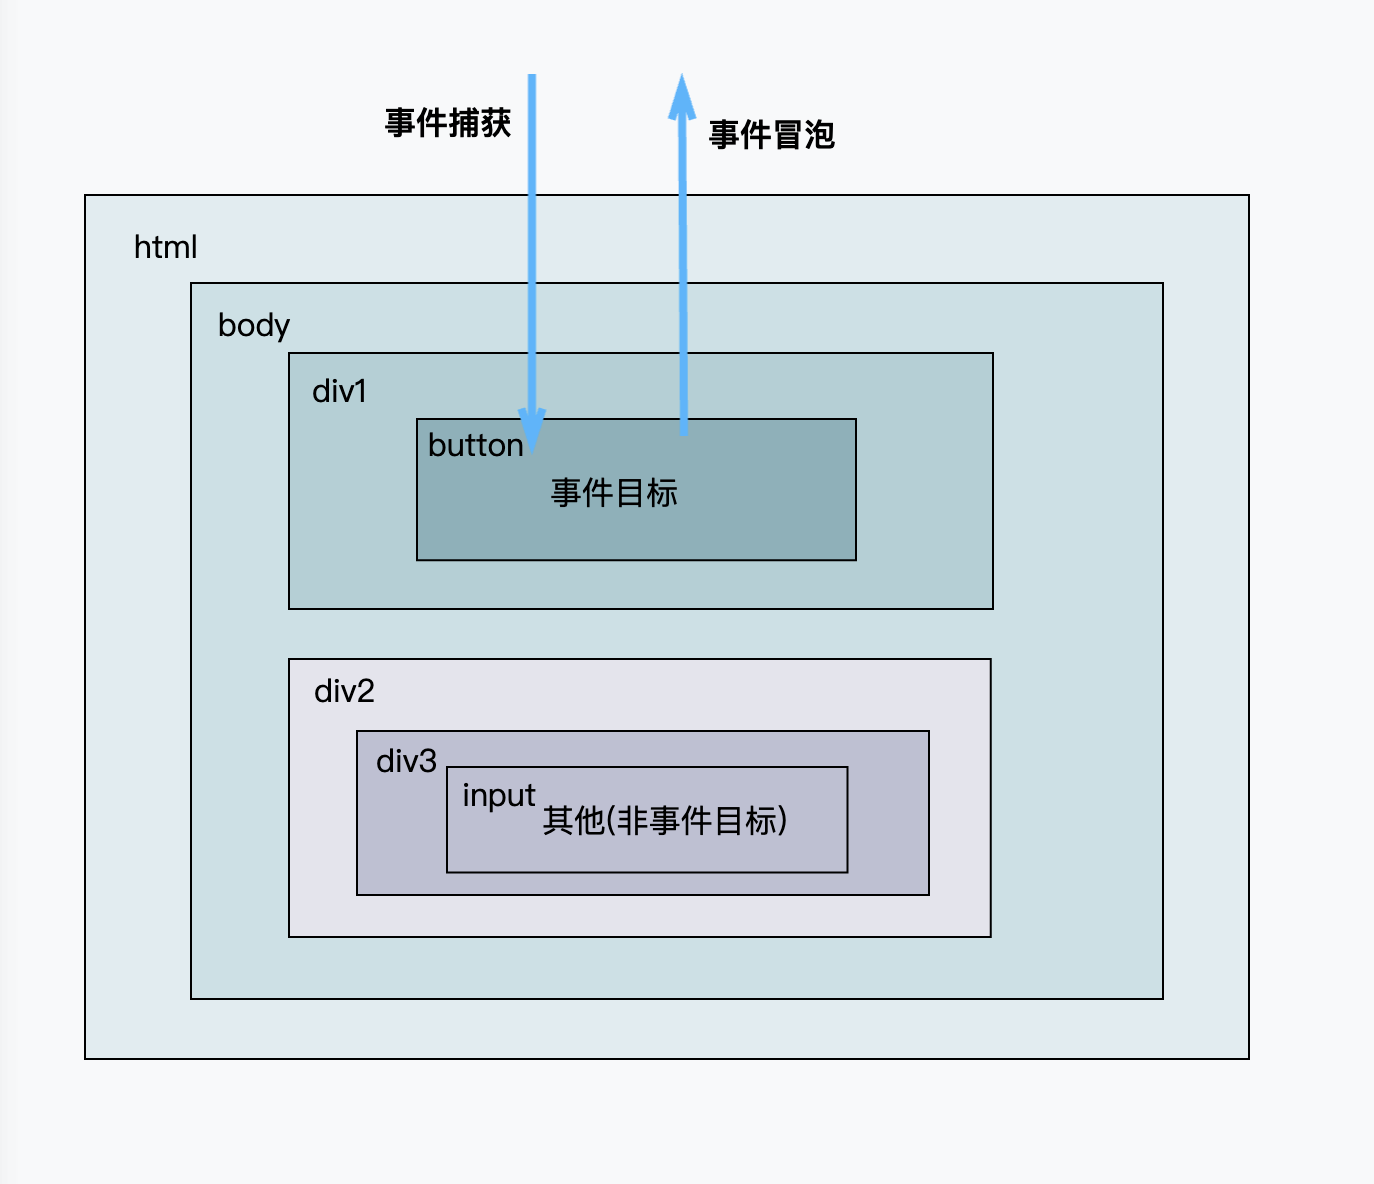 事件捕获
事件冒泡
html
body
div1
button
事件目标
div2
div3
input
其他(非事件目标)